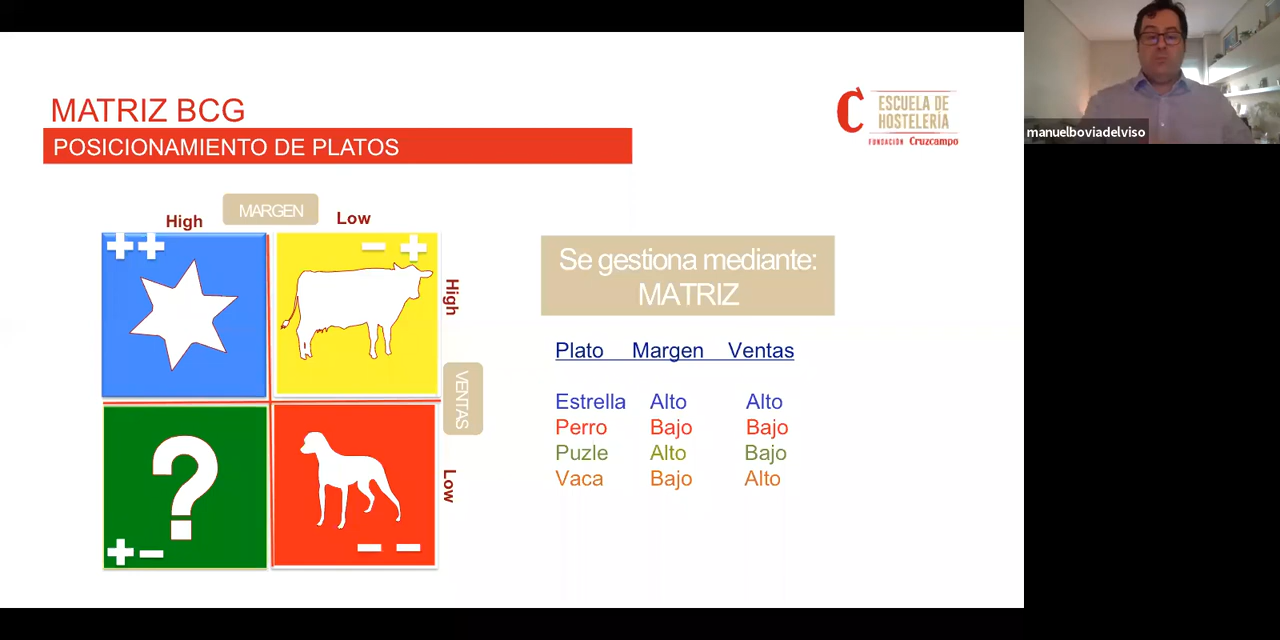 MATRIZ BCG
POSICIONAMIENTO DE PLATOS
C ESCUELA DE
HOSTELERÍA
FUNDACIÓN Cruzcampo
manuelboviadelviso
MARGEN
High
Low
High
VENTAS
Low
?
Se gestiona mediante:
MATRIZ
Plato Margen Ventas
Estrella Alto Alto
Perro Bajo Bajo
Puzle Alto Bajo
Vaca Bajo Alto